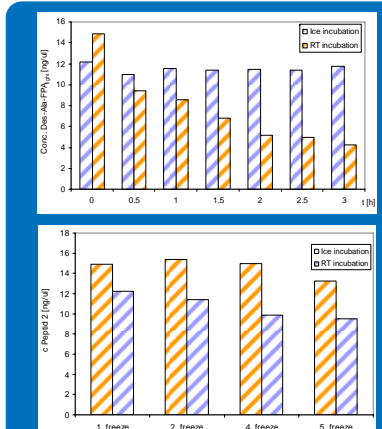 16
14
12
10
8
6
4
2
0
Conc. Des-Ala-FPALight [ng/ul]
Ice incubation
RT incubation
0 0.5 1 1.5 2 2.5 3 t [h]
18
16
14
12
10
8
6
4
2
0
c Peptid 2 [ng/ul]
Ice incubation
RT incubation
1. freeze 2. freeze 4. freeze 5. freeze